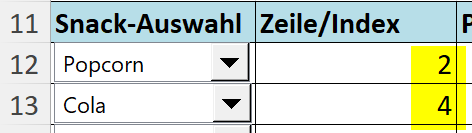 11 Snack-Auswahl Zeile/Index P
12 Popcorn 2
13 Cola 4